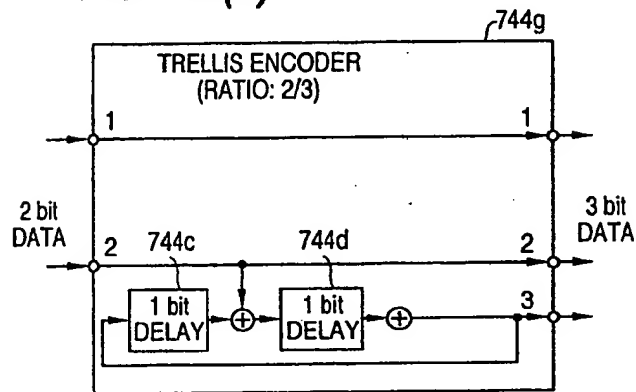 744g
TRELLIS ENCODER
(RATIO: 2/3)
1
1
2 bit
DATA
3 bit
DATA
2
744c
744d
2
3
1 bit
DELAY
1 bit
DELAY